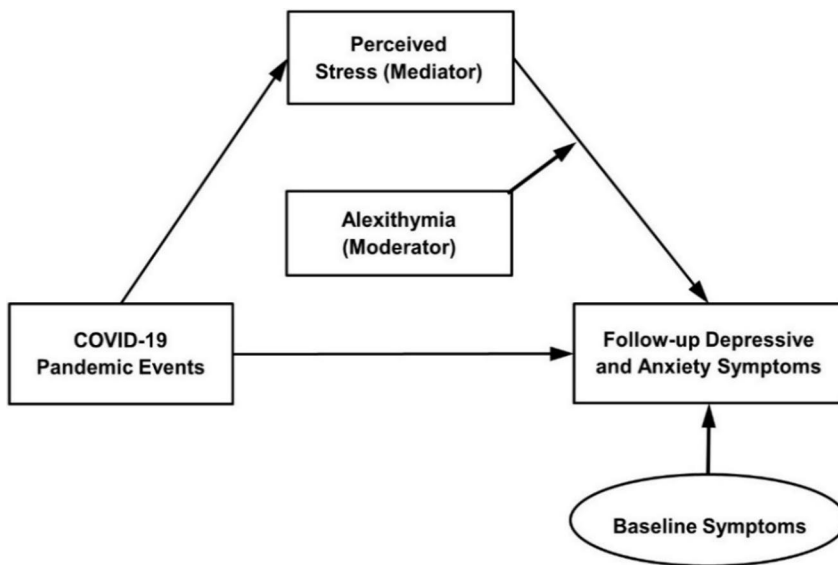 Perceived
Stress (Mediator)
Alexithymia
(Moderator)
COVID-19
Pandemic Events
Follow-up Depressive
and Anxiety Symptoms
Baseline Symptoms